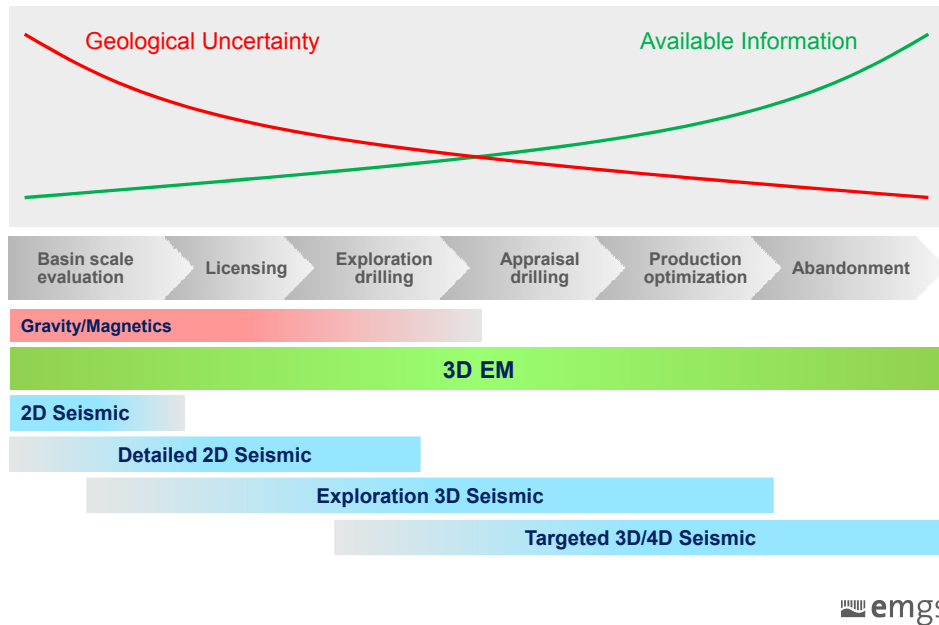 Geological Uncertainty
Available Information
Basin scale
evaluation
Licensing
Exploration
drilling
Appraisal
drilling
Production
optimization
Abandonment
Gravity/Magnetics
3D EM
2D Seismic
Detailed 2D Seismic
Exploration 3D Seismic
Targeted 3D/4D Seismic
emgs